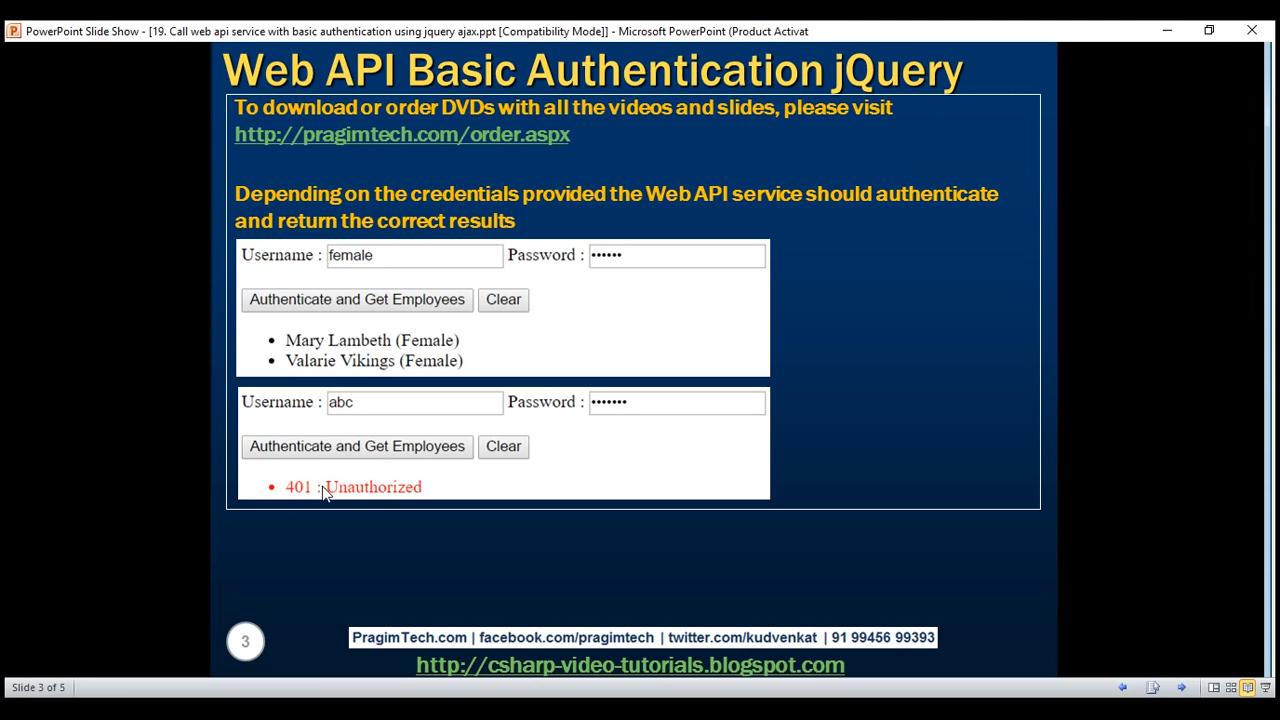 PowerPoint Slide Show - [19. Call web api service with basic authentication using jquery ajax.ppt [Compatibility Mode]] - Microsoft PowerPoint (Product Activat
Web API Basic Authentication jQuery
To download or order DVDs with all the videos and slides, please visit
http://pragimtech.com/order.aspx
Depending on the credentials provided the Web API service should authenticate
and return the correct results
Username : female Password : ••••••
Authenticate and Get Employees Clear
• Mary Lambeth (Female)
• Valarie Vikings (Female)
Username : abc Password : •••••••
Authenticate and Get Employees Clear
• 401 : Unauthorized
3
PragimTech.com | facebook.com/pragimtech | twitter.com/kudvenkat | 91 99456 99393
http://csharp-video-tutorials.blogspot.com
Slide 3 of 5